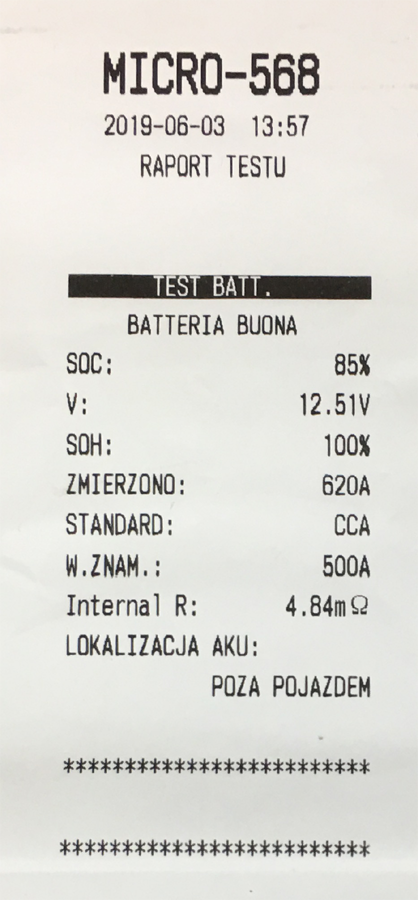 MICRO-568
2019-06-03 13:57
RAPORT TESTU
TEST BATT.
BATTERIA BUONA
SOC: 85%
V: 12.51V
SOH: 100%
ZMIERZONO: 620A
STANDARD: CCA
W.ZNAM.: 500A
Internal R: 4.84mΩ
LOKALIZACJA AKU:
POZA POJAZDEM
*************************
*************************